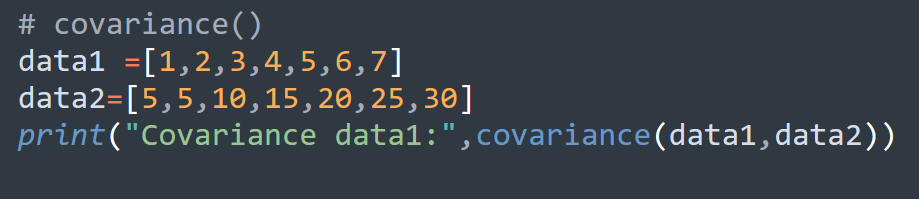 # covariance()
data1 =[1,2,3,4,5,6,7]
data2=[5,5,10,15,20,25,30]
print("Covariance data1:",covariance(data1,data2))